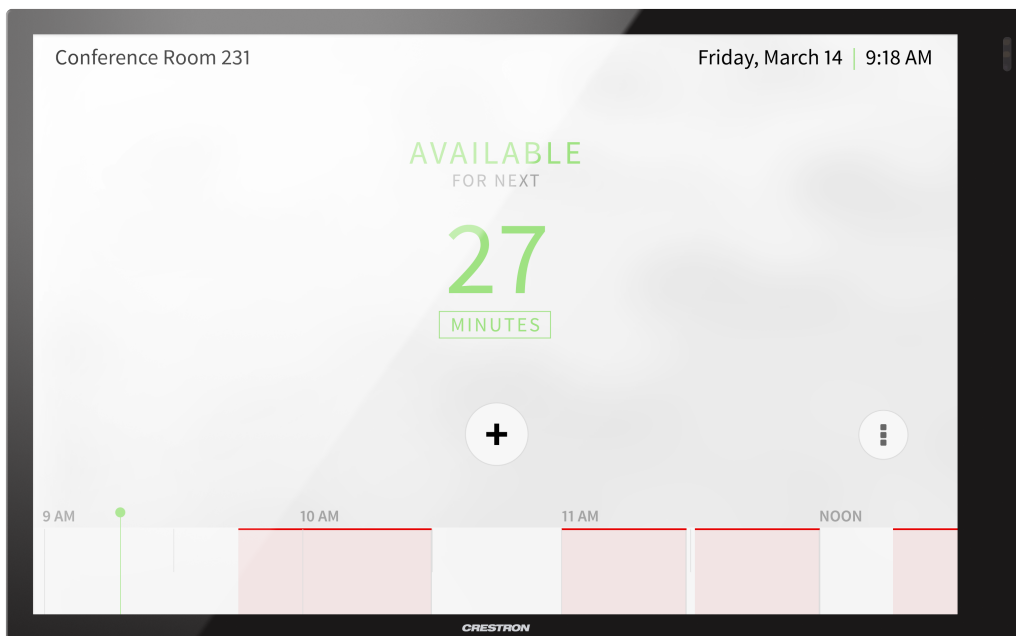 Conference Room 231
Friday, March 14 | 9:18 AM
AVAILABLE
FOR NEXT
27
MINUTES
9 AM
10 AM
11 AM
NOON
CRESTRON